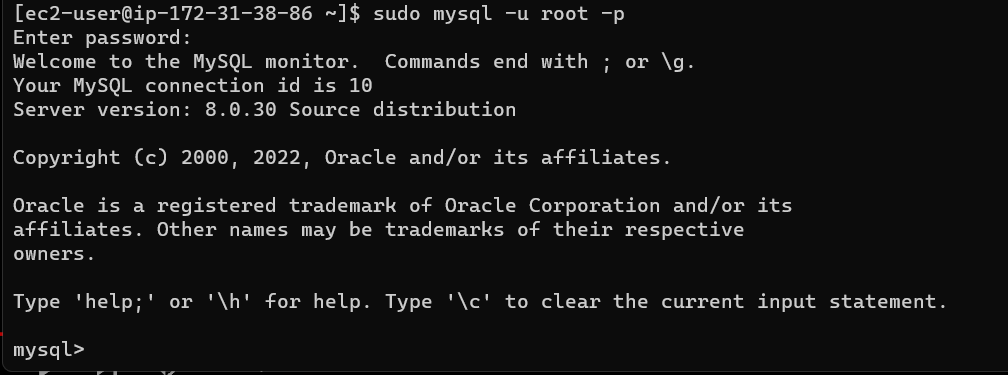 [ec2-user@ip-172-31-38-86 ~]$ sudo mysql -u root -p
Enter password:
Welcome to the MySQL monitor.  Commands end with ; or \g.
Your MySQL connection id is 10
Server version: 8.0.30 Source distribution

Copyright (c) 2000, 2022, Oracle and/or its affiliates.

Oracle is a registered trademark of Oracle Corporation and/or its
affiliates. Other names may be trademarks of their respective
owners.

Type 'help;' or '\h' for help. Type '\c' to clear the current input statement.

mysql>